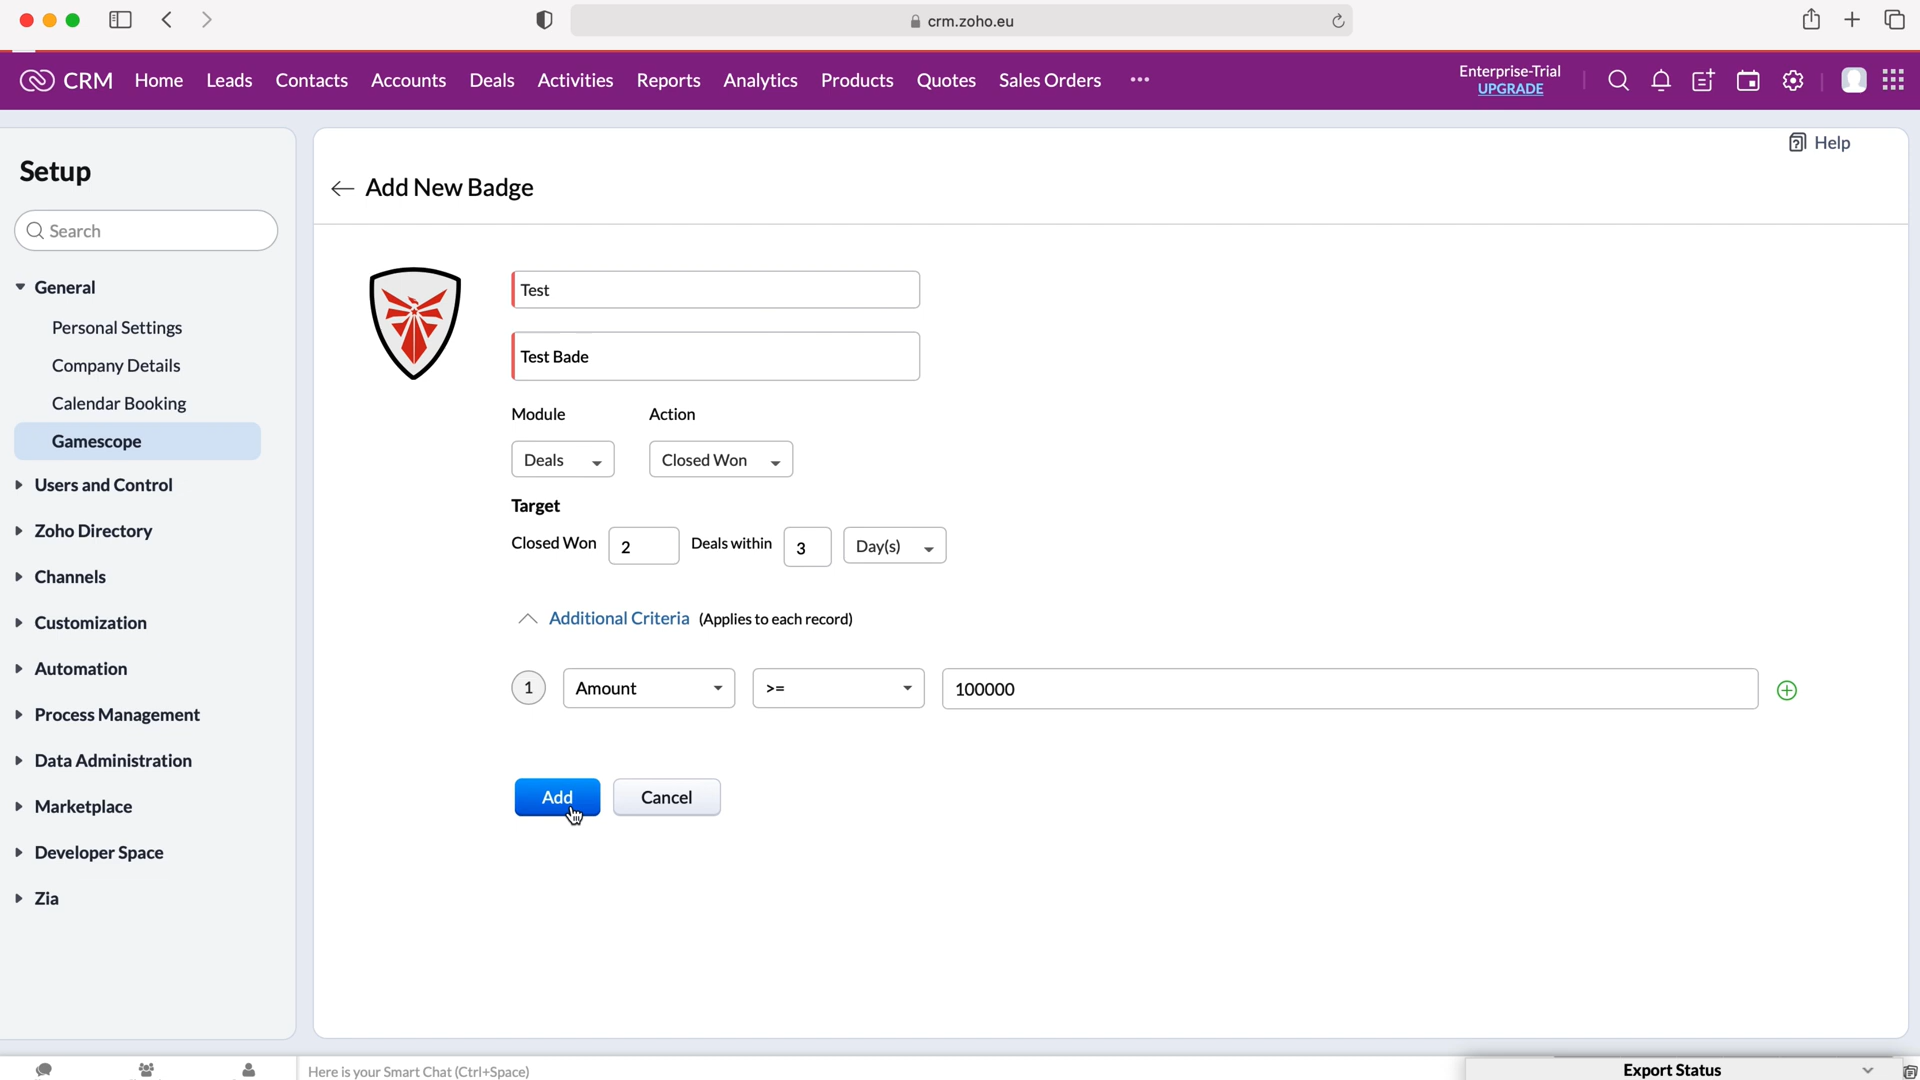 crm.zoho.eu
CRM Home Leads Contacts Accounts Deals Activities Reports Analytics Products Quotes Sales Orders
Enterprise-Trial
UPGRADE
Help
Setup
Add New Badge
Search
General
Personal Settings
Company Details
Calendar Booking
Gamescope
Users and Control
Zoho Directory
Channels
Customization
Automation
Process Management
Data Administration
Marketplace
Developer Space
Zia
Test
Test Bade
Module Action
Deals Closed Won
Target
Closed Won 2 Deals within 3 Day(s)
Additional Criteria (Applies to each record)
1 Amount >= 100000
Add Cancel
Here is your Smart Chat (Ctrl+Space)
Export Status